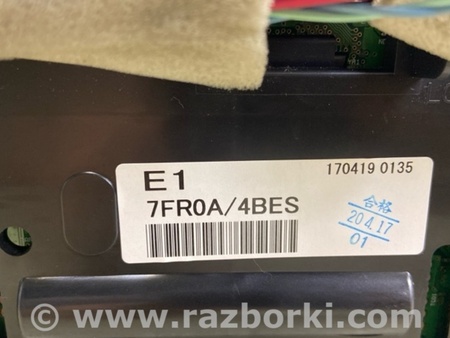 E1
170419 0135
7FR0A/4BES
合格
20.4.17
01
www.razborki.com